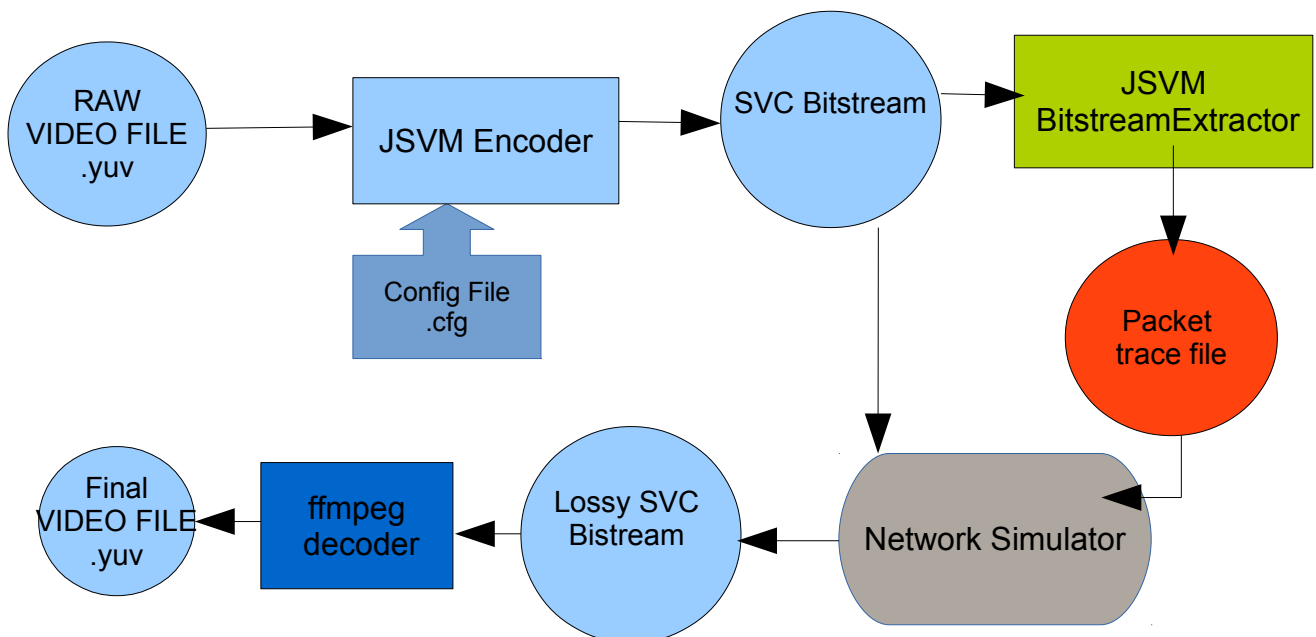 RAW
VIDEO FILE
.yuv
JSVM Encoder
SVC Bitstream
JSVM
BitstreamExtractor
Config File
.cfg
Packet
trace file
Final
VIDEO FILE
.yuv
ffmpeg
decoder
Lossy SVC
Bistream
Network Simulator